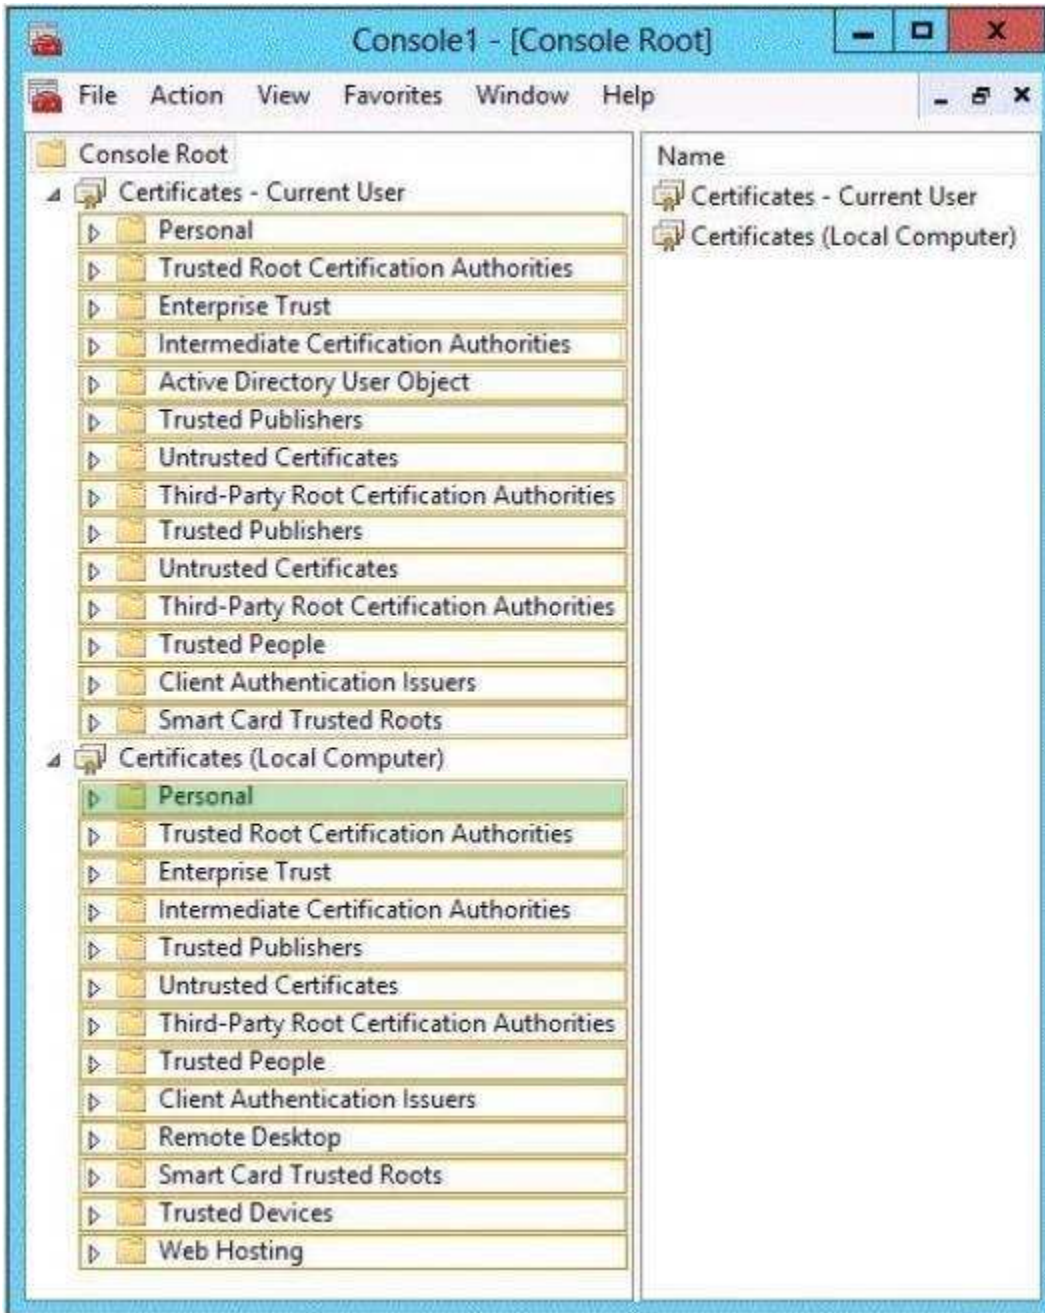 Console1 - [Console Root]
File Action View Favorites Window Help
Console Root
Certificates - Current User
Personal
Trusted Root Certification Authorities
Enterprise Trust
Intermediate Certification Authorities
Active Directory User Object
Trusted Publishers
Untrusted Certificates
Third-Party Root Certification Authorities
Trusted Publishers
Untrusted Certificates
Third-Party Root Certification Authorities
Trusted People
Client Authentication Issuers
Smart Card Trusted Roots
Certificates (Local Computer)
Personal
Trusted Root Certification Authorities
Enterprise Trust
Intermediate Certification Authorities
Trusted Publishers
Untrusted Certificates
Third-Party Root Certification Authorities
Trusted People
Client Authentication Issuers
Remote Desktop
Smart Card Trusted Roots
Trusted Devices
Web Hosting
Name
Certificates - Current User
Certificates (Local Computer)